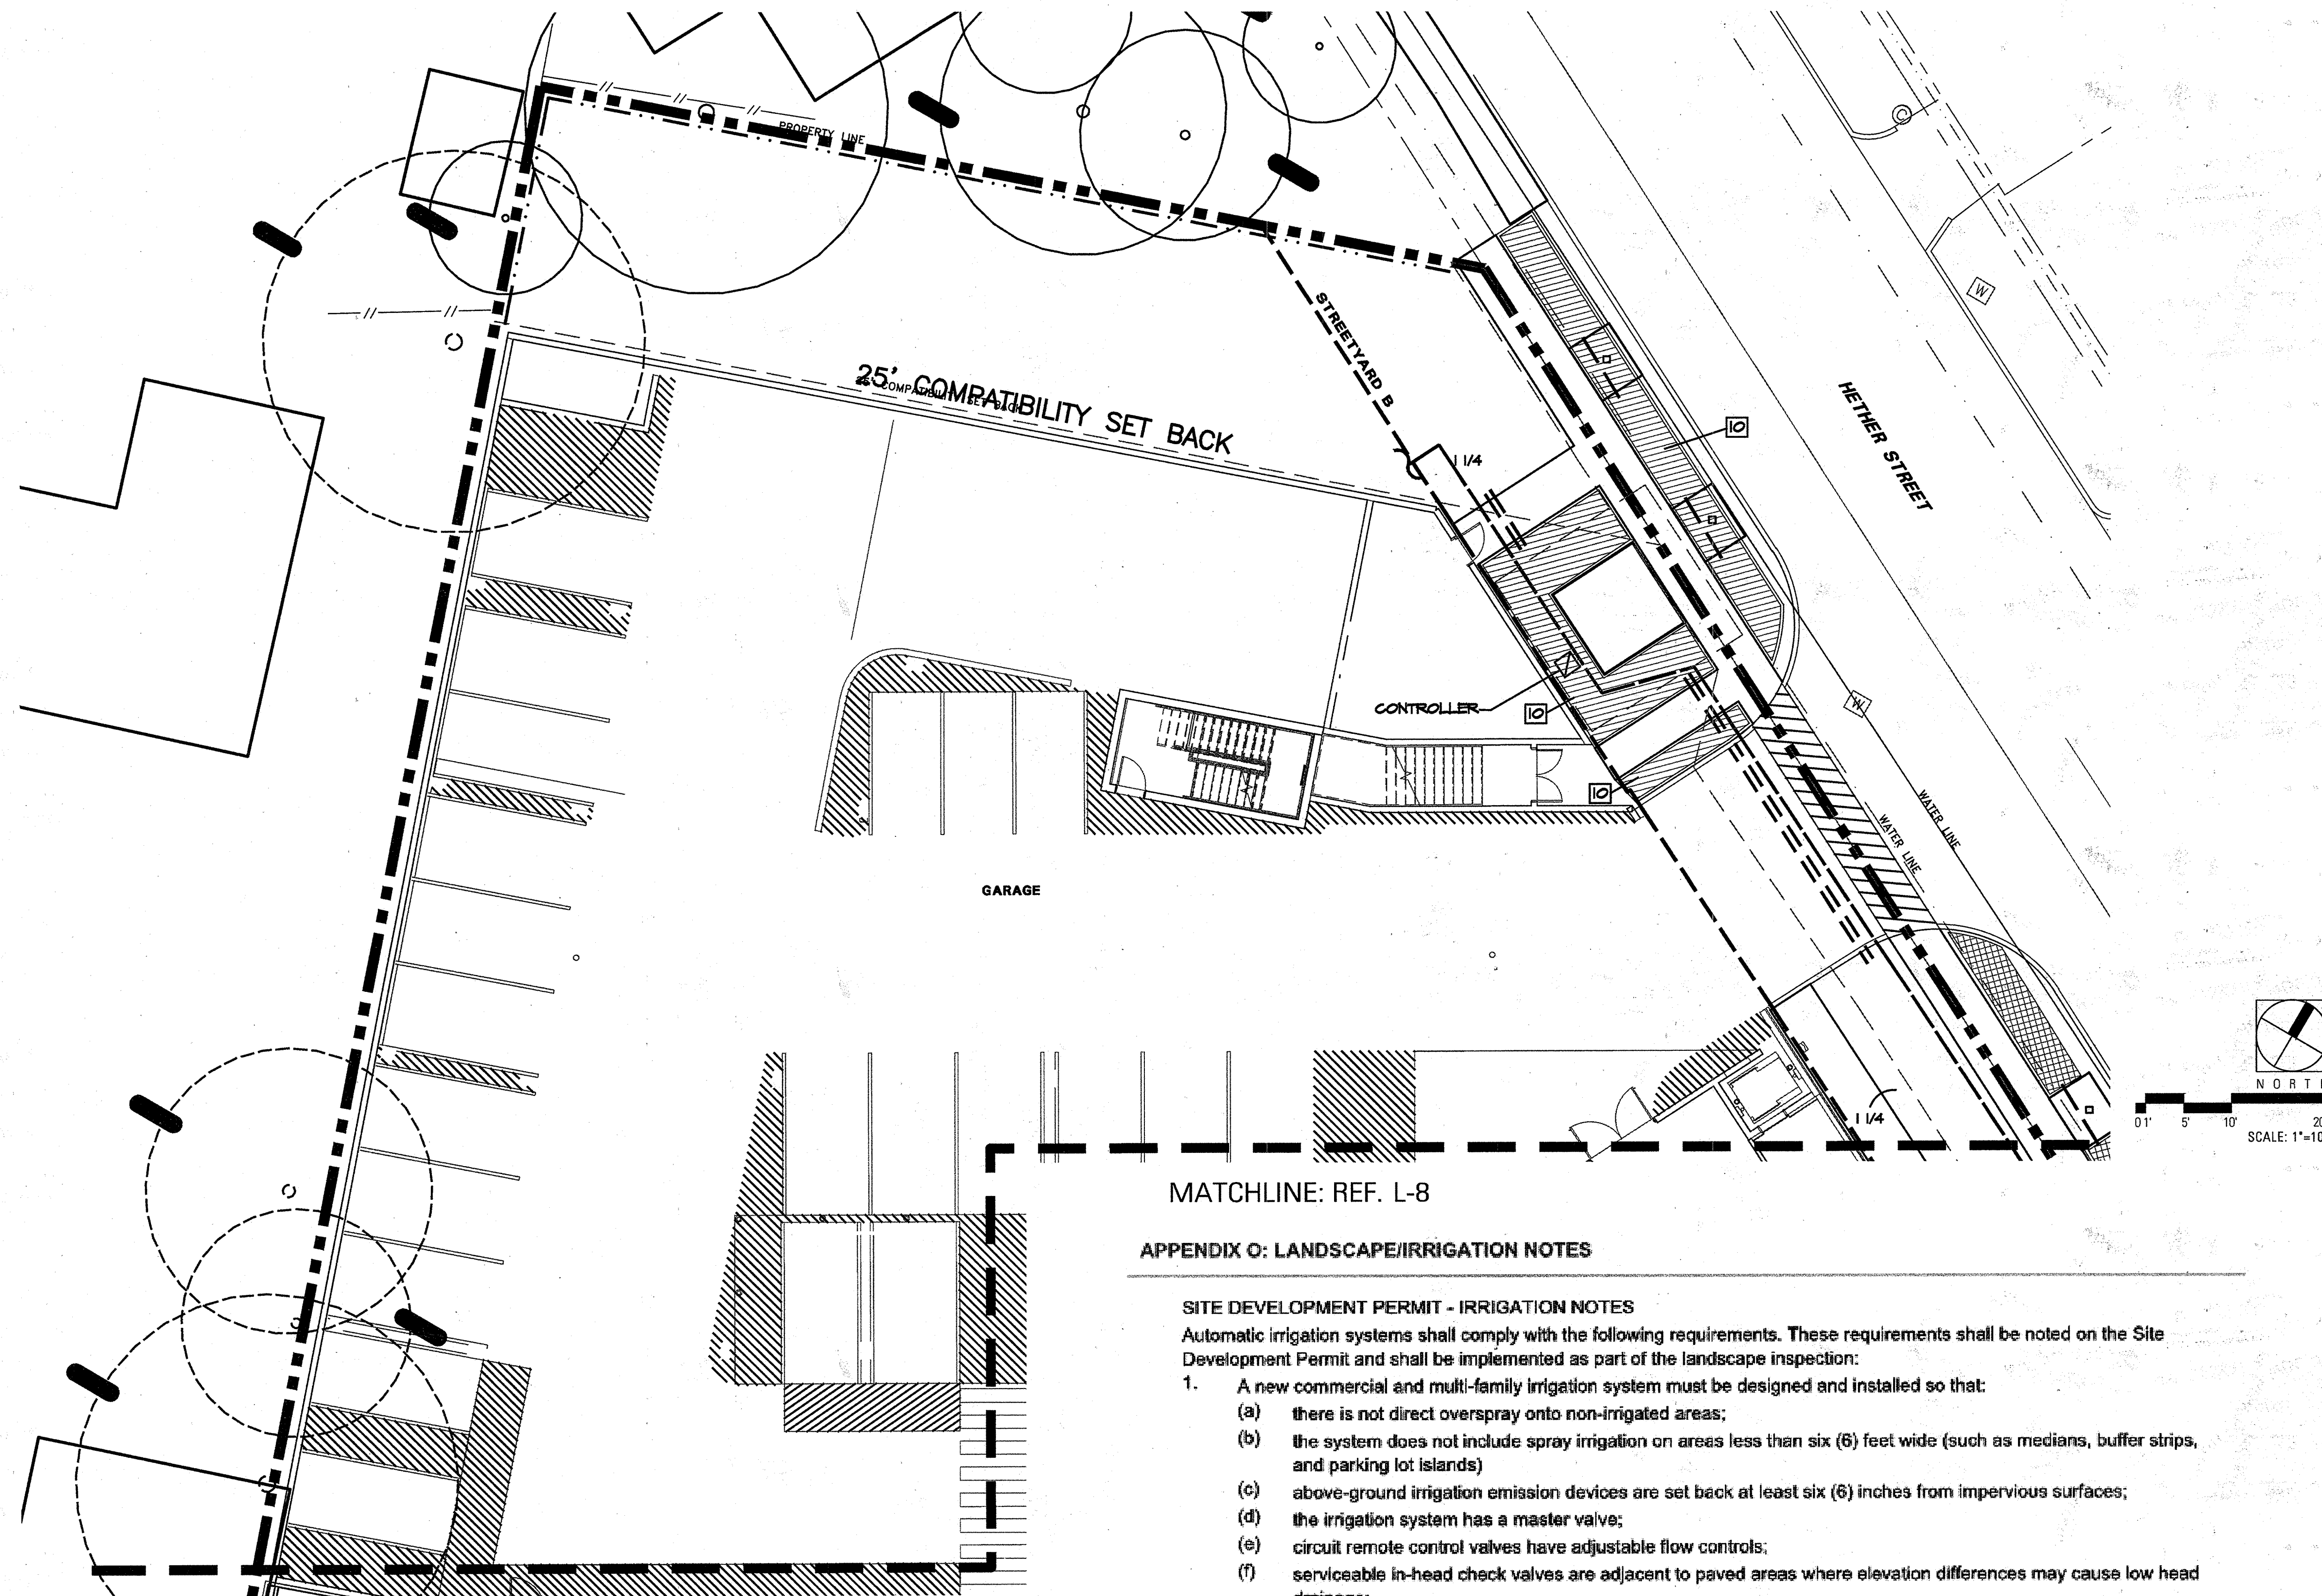 PROPERTY LINE
STREETYARD B
25' COMPATIBILITY SET BACK
25' COMPATIBILITY SET BACK
HETHER STREET
W
10
1 1/4
CONTROLLER
10
W
10
WATER LINE
WATER LINE
GARAGE
1 1/4
0 1' 5' 10'
MATCHLINE: REF. L-8
APPENDIX O: LANDSCAPE/IRRIGATION NOTES
SITE DEVELOPMENT PERMIT - IRRIGATION NOTES
Automatic irrigation systems shall comply with the following requirements. These requirements shall be noted on the Site
Development Permit and shall be implemented as part of the landscape inspection:
1. A new commercial and multi-family irrigation system must be designed and installed so that:
(a) there is not direct overspray onto non-irrigated areas;
(b) the system does not include spray irrigation on areas less than six (6) feet wide (such as medians, buffer strips,
and parking lot islands)
(c) above-ground irrigation emission devices are set back at least six (6) inches from impervious surfaces;
(d) the irrigation system has a master valve;
(e) circuit remote control valves have adjustable flow controls;
(f) serviceable in-head check valves are adjacent to paved areas where elevation differences may cause low head